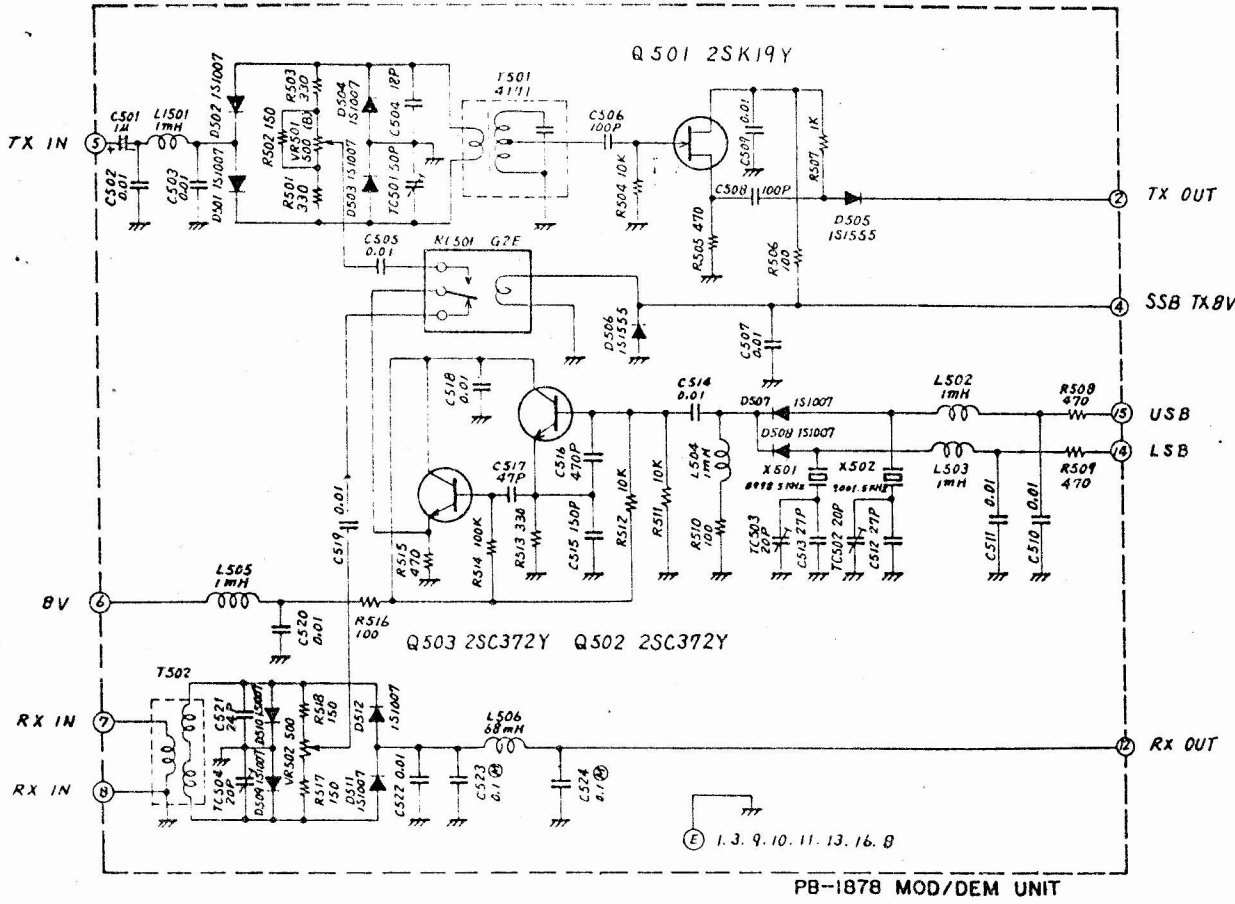 Q501 2SK19Y
C501
1M
L1501
1mH
D502 1S1007
R503
330
R502 150
VR501
500 (B)
D504
1S1007
C504 18P
T501
C506
100P
C509 0.01
R507
1K
TX IN
5
C502
0.01
C503
0.01
D501 1S1007
R501
330
D503 1S1007
TC501 50P
R504 10K
C508
100P
D505
1S1555
2
TX OUT
R505 470
R506
100
C505
0.01
RL501 G2E
D506
1S1555
C507
0.01
4
SSB TX8V
C518
0.01
C514
0.01
D507
1S1007
L502
1mH
R508
470
15
USB
D508 1S1007
14
LSB
L503
1mH
R509
470
C516
470P
L504
1mH
X501
8998.5KHz
X502
9001.5KHz
C517
47P
C519 0.01
R515
470
R514 100K
R513 330
C515 150P
R512
10K
R511
10K
R510
100
TC503
20P
C513 27P
TC502 20P
C512 27P
C511
0.01
C510
0.01
L505
1mH
8V
6
C520
0.01
R516
100
Q503 2SC372Y
Q502 2SC372Y
T502
RX IN
7
C521
24P
D510 1S1007
R518
150
D512
1S1007
L506
68mH
12
RX OUT
RX IN
8
TC504
20P
D509 1S1007
VR502 500
R517
150
D511
1S1007
C522 0.01
C523
0.1 M
C524
0.1 M
E
1.3.9.10.11.13.16.8
PB-1878 MOD/DEM UNIT